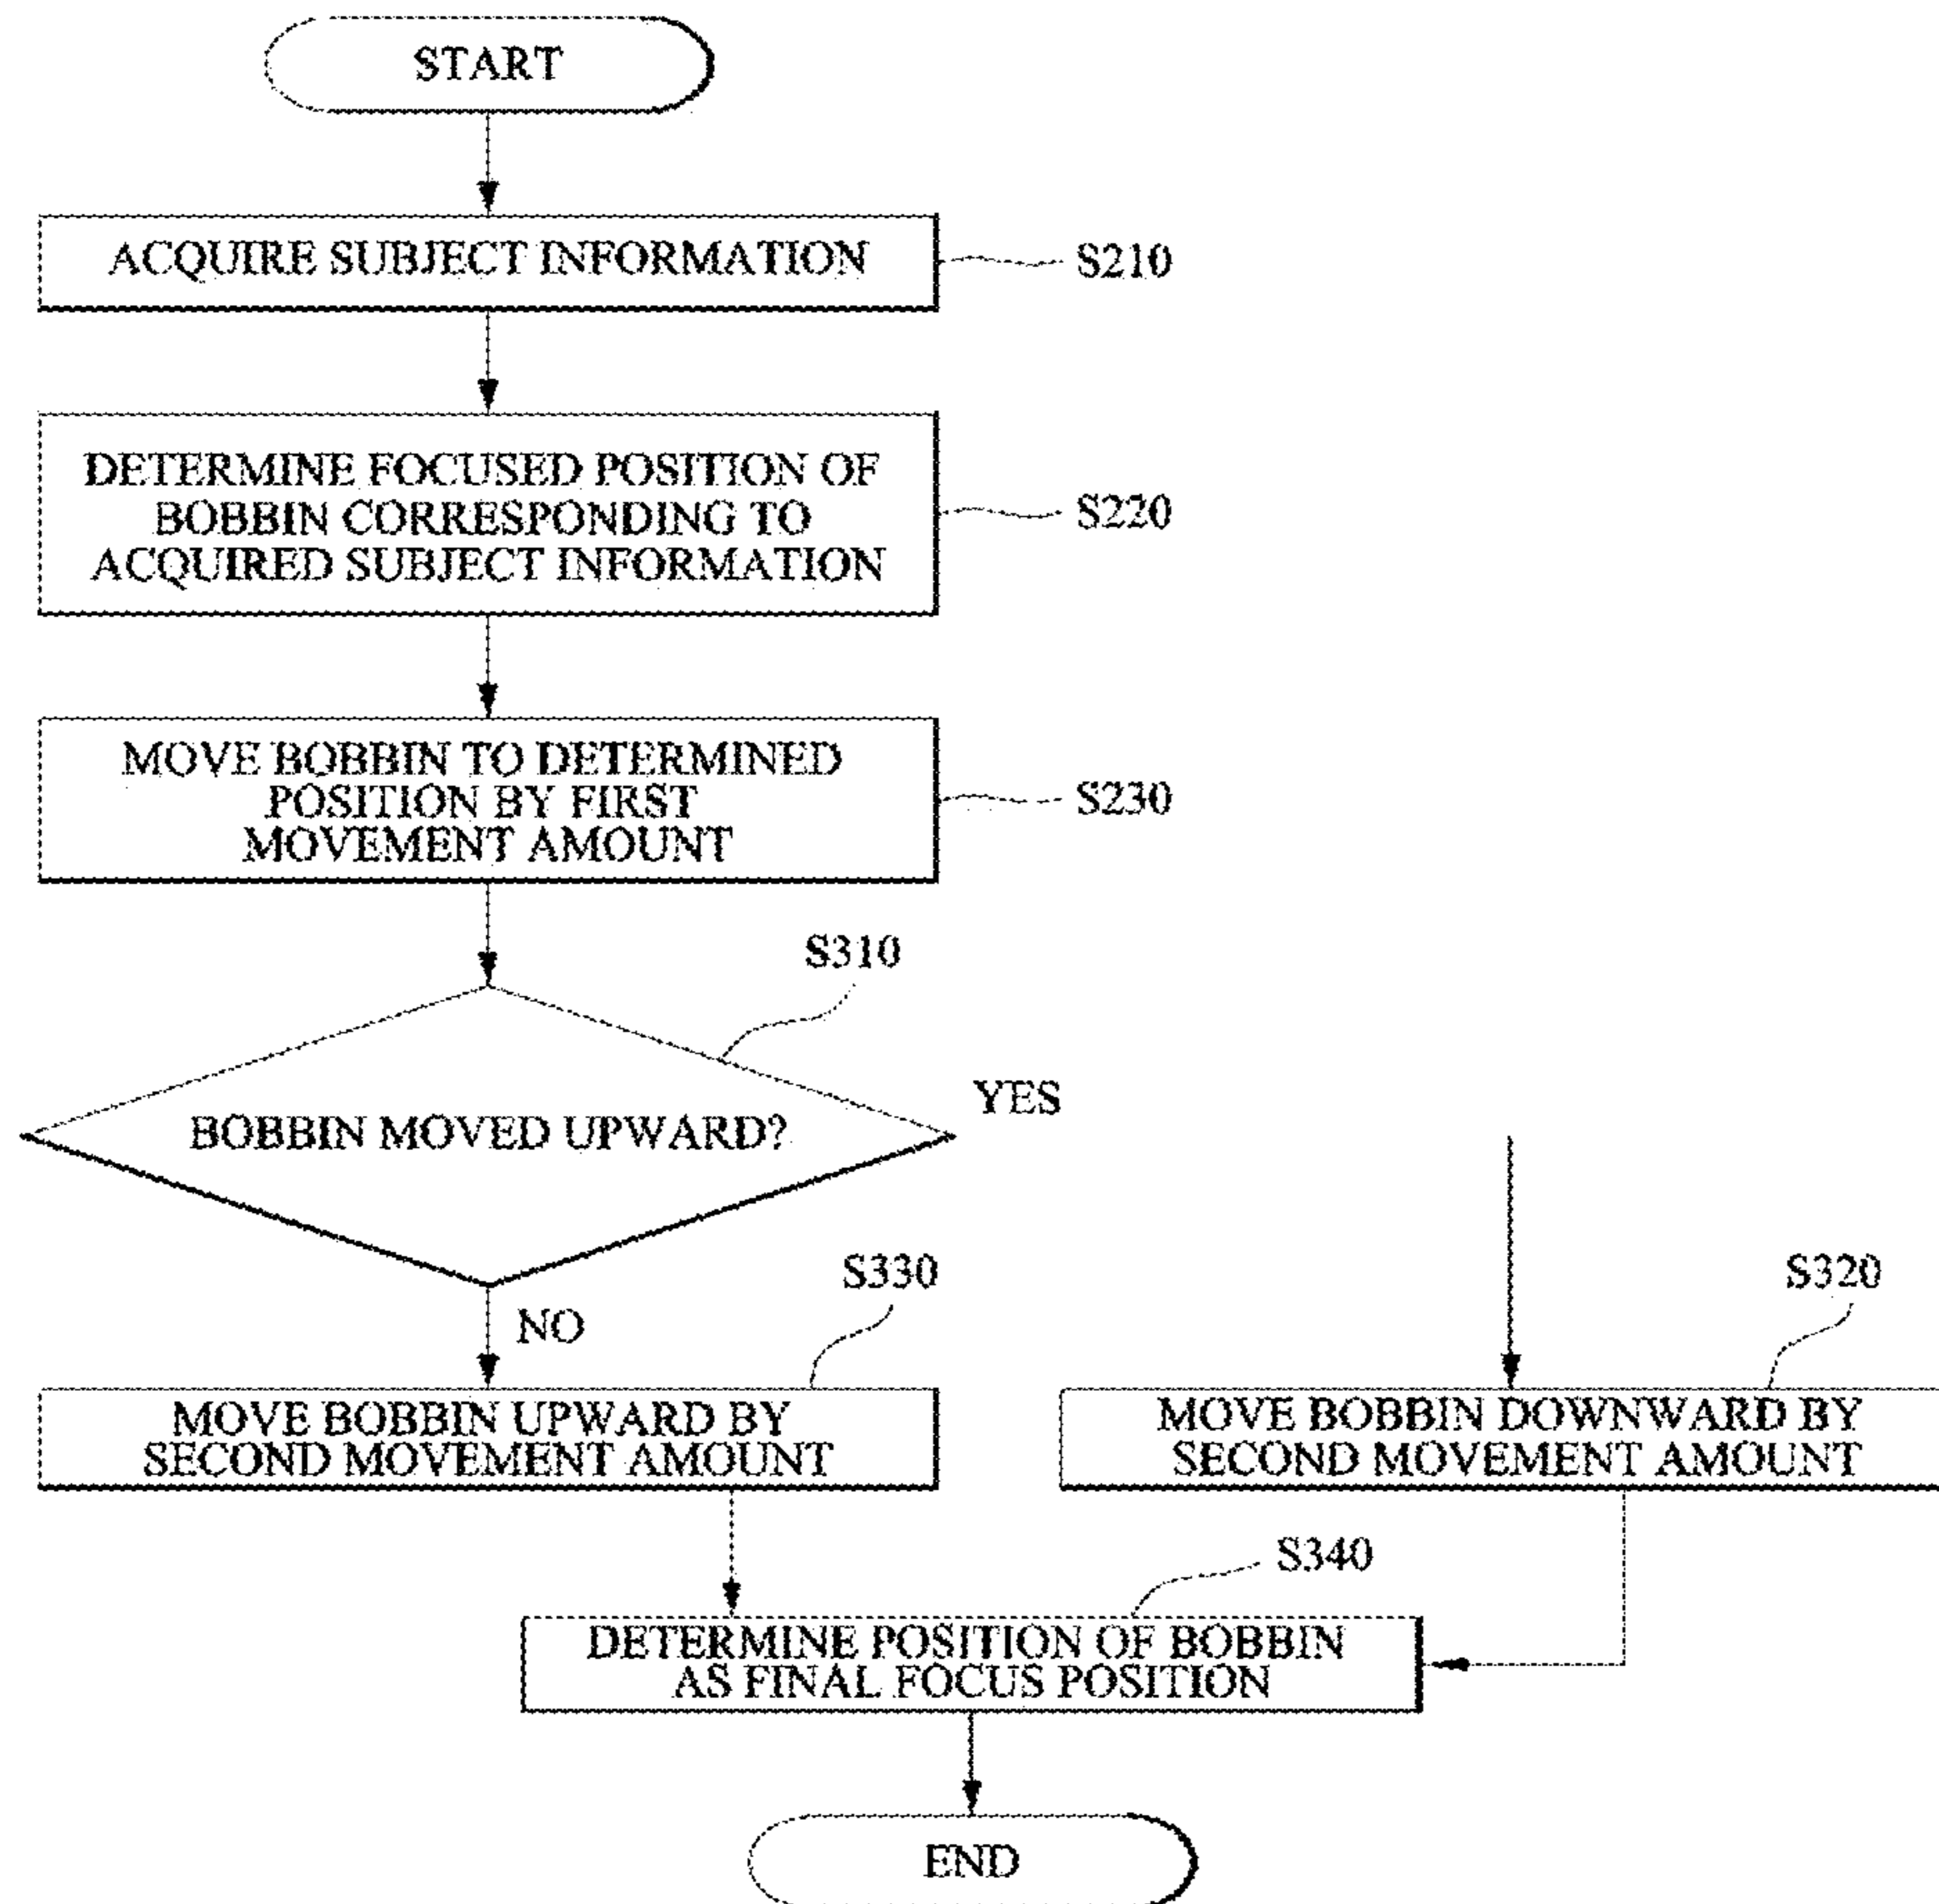 START
ACQUIRE SUBJECT INFORMATION
S210
DETERMINE FOCUSED POSITION OF
BOBBIN CORRESPONDING TO
ACQUIRED SUBJECT INFORMATION
S220
MOVE BOBBIN TO DETERMINED
POSITION BY FIRST
MOVEMENT AMOUNT
S230
S310
BOBBIN MOVED UPWARD?
YES
NO
S330
MOVE BOBBIN UPWARD BY
SECOND MOVEMENT AMOUNT
S320
MOVE BOBBIN DOWNWARD BY
SECOND MOVEMENT AMOUNT
S340
DETERMINE POSITION OF BOBBIN
AS FINAL FOCUS POSITION
END